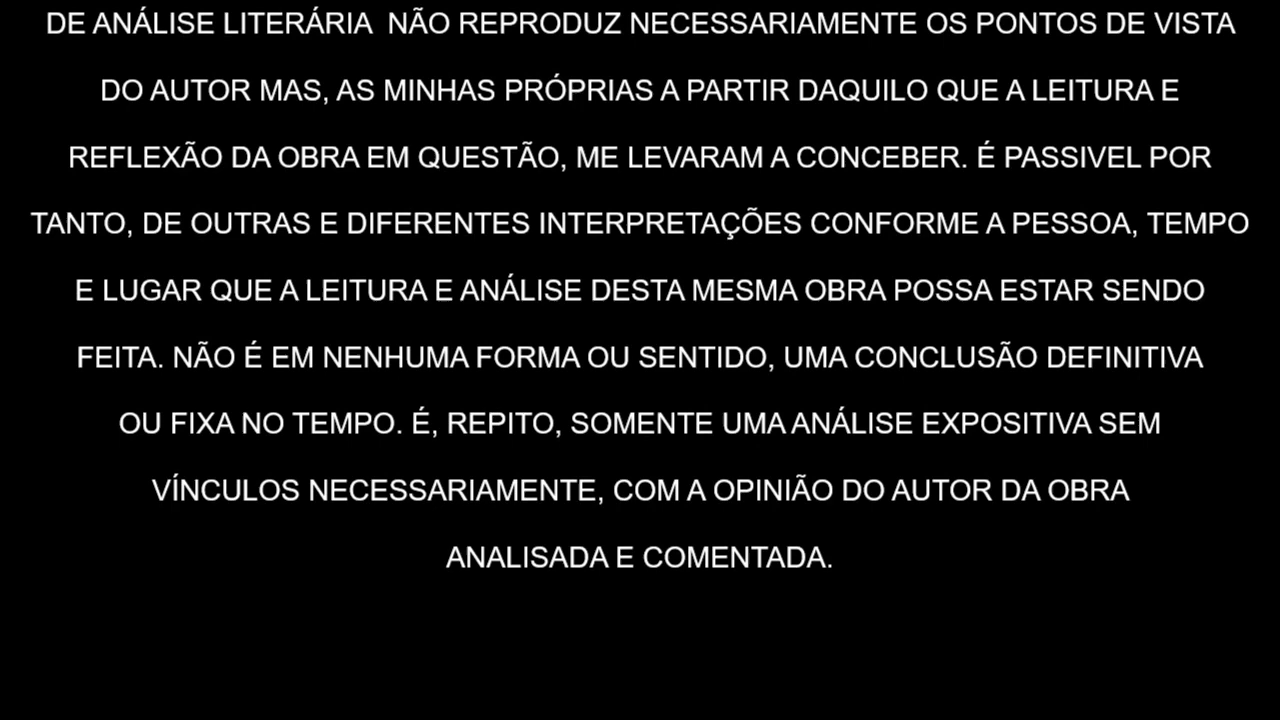 DE ANÁLISE LITERÁRIA  NÃO REPRODUZ NECESSARIAMENTE OS PONTOS DE VISTA
DO AUTOR MAS, AS MINHAS PRÓPRIAS A PARTIR DAQUILO QUE A LEITURA E
REFLEXÃO DA OBRA EM QUESTÃO, ME LEVARAM A CONCEBER. É PASSIVEL POR
TANTO, DE OUTRAS E DIFERENTES INTERPRETAÇÕES CONFORME A PESSOA, TEMPO
E LUGAR QUE A LEITURA E ANÁLISE DESTA MESMA OBRA POSSA ESTAR SENDO
FEITA. NÃO É EM NENHUMA FORMA OU SENTIDO, UMA CONCLUSÃO DEFINITIVA
OU FIXA NO TEMPO. É, REPITO, SOMENTE UMA ANÁLISE EXPOSITIVA SEM
VÍNCULOS NECESSARIAMENTE, COM A OPINIÃO DO AUTOR DA OBRA
ANALISADA E COMENTADA.